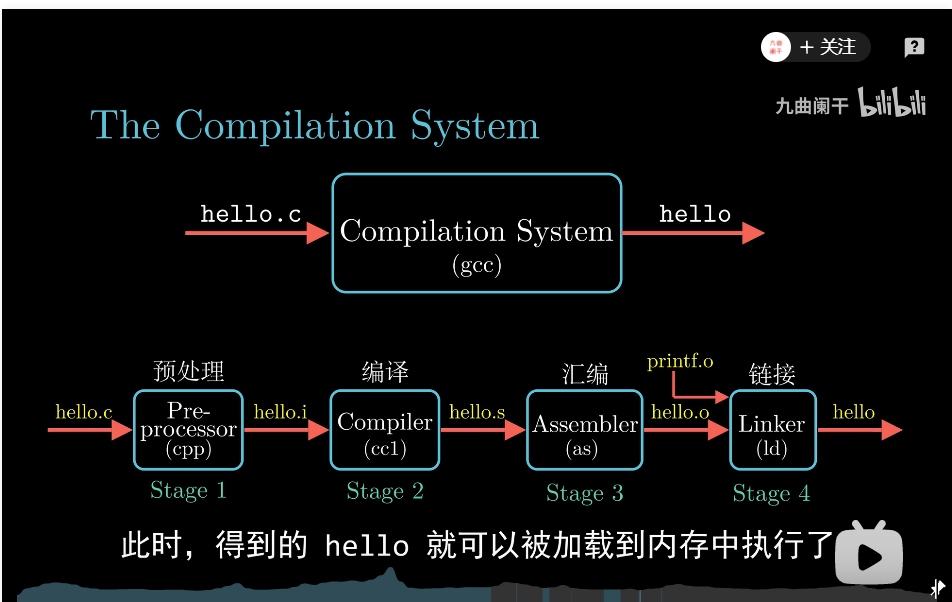 + 关注
九曲阑干 bilibili
The Compilation System
hello.c
Compilation System
(gcc)
hello
预处理
编译
汇编
printf.o
链接
hello.c
Pre-
processor
(cpp)
hello.i
Compiler
(cc1)
hello.s
Assembler
(as)
hello.o
Linker
(ld)
hello
Stage 1
Stage 2
Stage 3
Stage 4
此时，得到的 hello 就可以被加载到内存中执行了